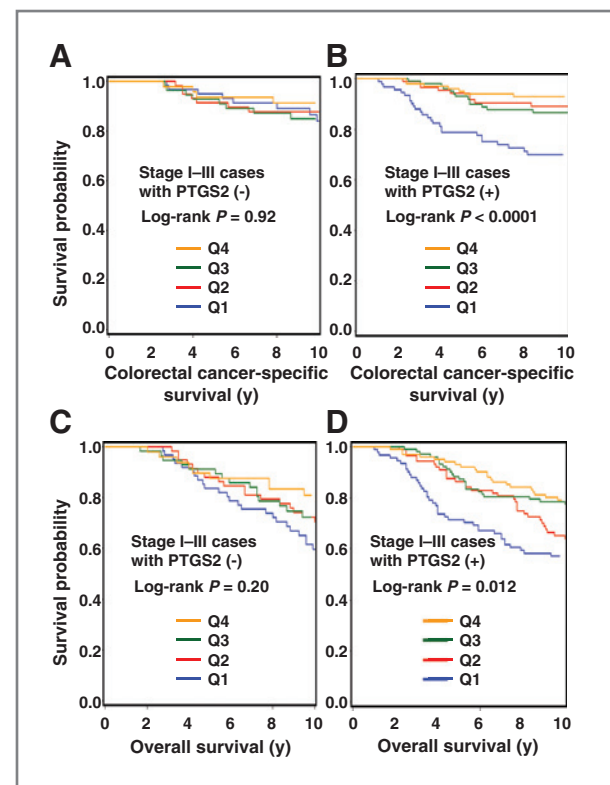 A
1.0
0.8
0.6
0.4
0.2
0.0
Survival probability
Stage I–III cases
with PTGS2 (-)
Log-rank P = 0.92
Q4
Q3
Q2
Q1
0 2 4 6 8 10
Colorectal cancer-specific
survival (y)
B
1.0
0.8
0.6
0.4
0.2
0.0
Stage I–III cases
with PTGS2 (+)
Log-rank P < 0.0001
Q4
Q3
Q2
Q1
0 2 4 6 8 10
Colorectal cancer-specific
survival (y)
C
1.0
0.8
0.6
0.4
0.2
0.0
Survival probability
Stage I–III cases
with PTGS2 (-)
Log-rank P = 0.20
Q4
Q3
Q2
Q1
0 2 4 6 8 10
Overall survival (y)
D
1.0
0.8
0.6
0.4
0.2
0.0
Stage I–III cases
with PTGS2 (+)
Log-rank P = 0.012
Q4
Q3
Q2
Q1
0 2 4 6 8 10
Overall survival (y)